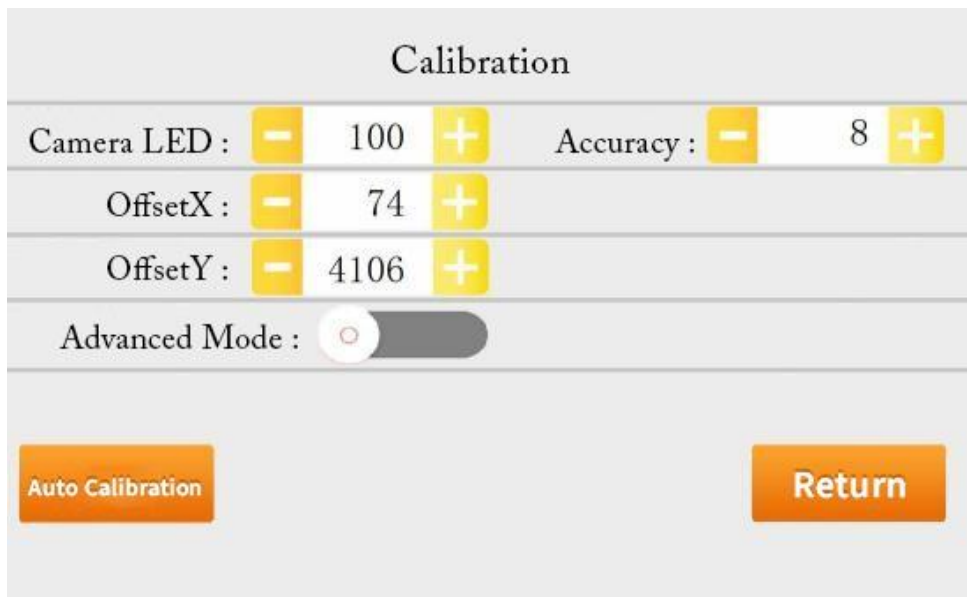 Calibration
Camera LED : - 100 + Accuracy : - 8 +
OffsetX : - 74 +
OffsetY : - 4106 +
Advanced Mode :
Auto Calibration Return